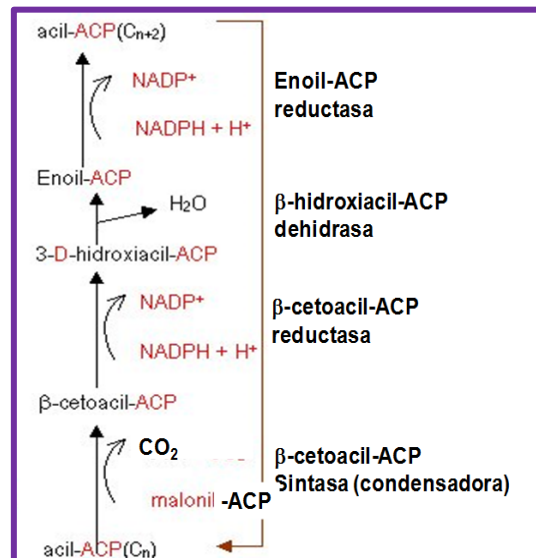 acil-ACP(Cn+2)
NADP+
NADPH + H+
Enoil-ACP
reductasa
Enoil-ACP
H2O
β-hidroxiacil-ACP
dehidrasa
3-D-hidroxiacil-ACP
NADP+
NADPH + H+
β-cetoacil-ACP
reductasa
β-cetoacil-ACP
CO2
malonil -ACP
β-cetoacil-ACP
Sintasa (condensadora)
acil-ACP(Cn)